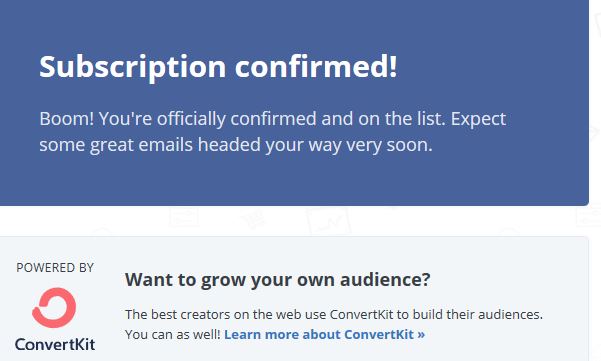 Subscription confirmed!
Boom! You're officially confirmed and on the list. Expect
some great emails headed your way very soon.
POWERED BY
ConvertKit
Want to grow your own audience?
The best creators on the web use ConvertKit to build their audiences.
You can as well! Learn more about ConvertKit »